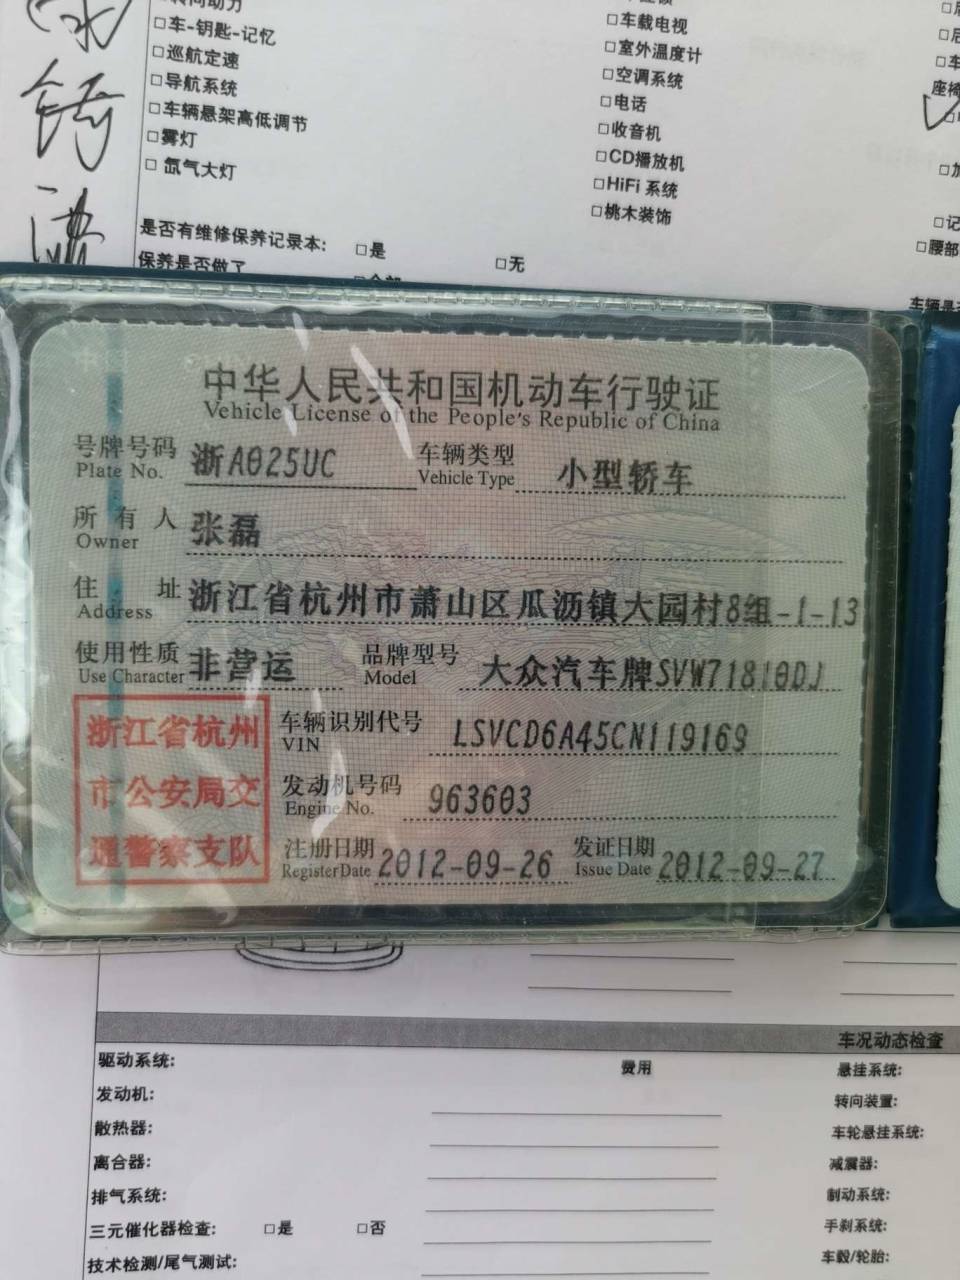 □车-钥匙-记忆
□巡航定速
□导航系统
□车辆悬架高低调节
□雾灯
□氙气大灯
□车载电视
□室外温度计
□空调系统
□电话
□收音机
□CD播放机
□HiFi 系统
□桃木装饰
是否有维修保养记录本: □是 □无
保养是否做了
中华人民共和国机动车行驶证
Vehicle License of the People's Republic of China
号牌号码 浙A025UC 车辆类型 小型轿车
Plate No. Vehicle Type
所有人 张磊
Owner
住址 浙江省杭州市萧山区瓜沥镇大园村8组-1-13
Address
使用性质 非营运 品牌型号 大众汽车牌SVW71810DJ
Use Character Model
浙江省杭州
市公安局交
通警察支队
车辆识别代号 LSVCD6A45CN119169
VIN
发动机号码 963603
Engine No.
注册日期 2012-09-26 发证日期 2012-09-27
Register Date Issue Date
车况动态检查
驱动系统: 费用 悬挂系统:
发动机: 转向装置:
散热器: 车轮悬挂系统:
离合器: 减震器:
排气系统: 制动系统:
三元催化器检查: □是 □否 手刹系统:
技术检测/尾气测试: 车毂/轮胎: